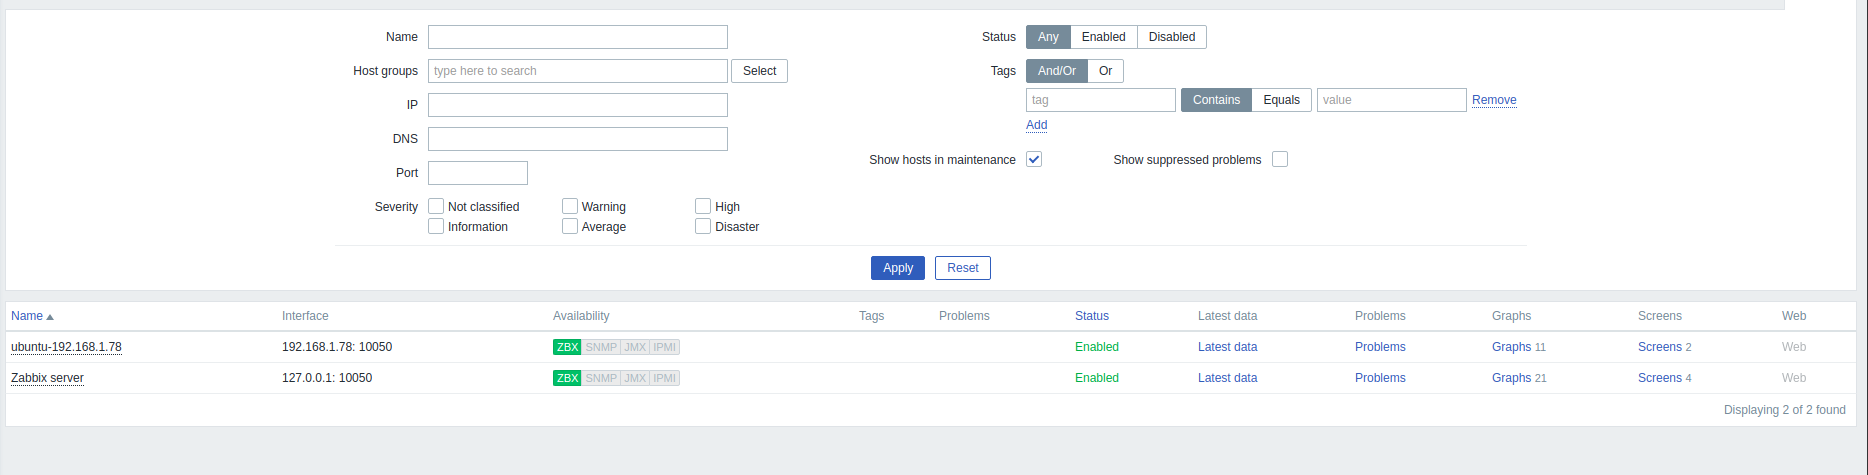 Name
Status Any Enabled Disabled
Host groups type here to search Select
Tags And/Or Or
IP
tag Contains Equals value Remove
Add
DNS
Show hosts in maintenance Show suppressed problems
Port
Severity Not classified Warning High
Information Average Disaster
Apply Reset
Name Interface Availability Tags Problems Status Latest data Problems Graphs Screens Web
ubuntu-192.168.1.78 192.168.1.78: 10050 ZBX SNMP JMX IPMI Enabled Latest data Problems Graphs 11 Screens 2 Web
Zabbix server 127.0.0.1: 10050 ZBX SNMP JMX IPMI Enabled Latest data Problems Graphs 21 Screens 4 Web
Displaying 2 of 2 found